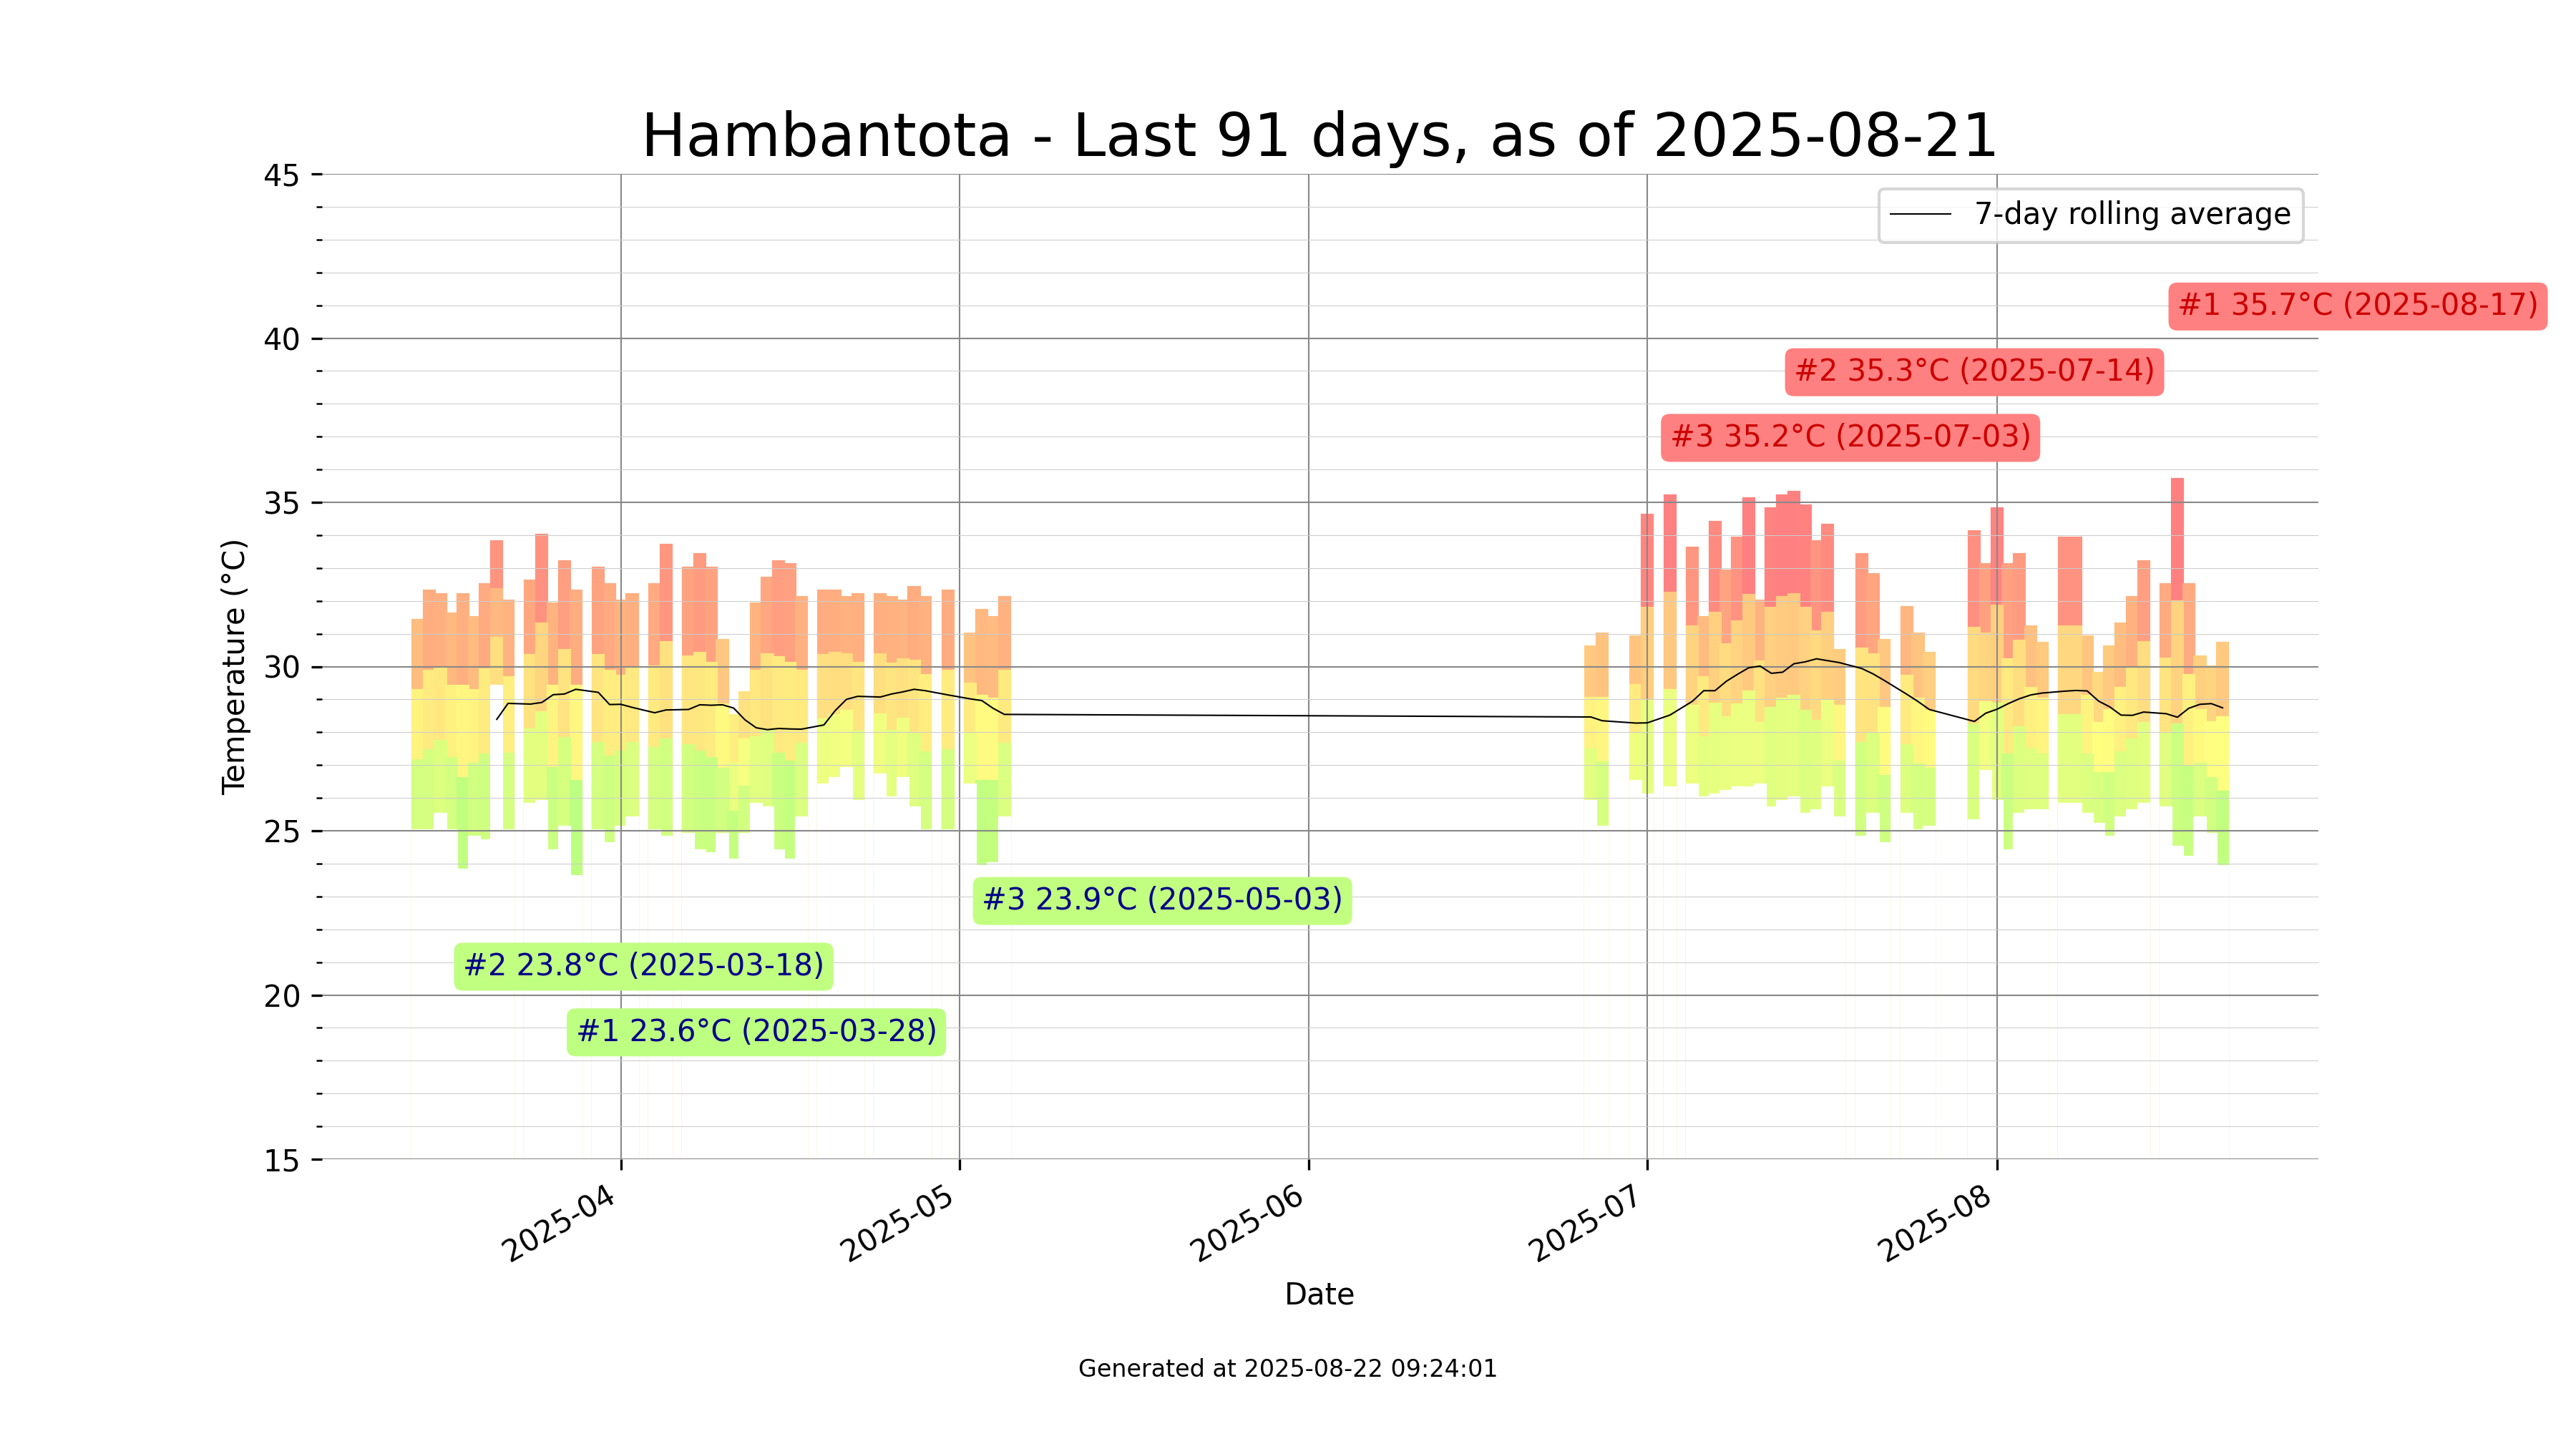 Hambantota - Last 91 days, as of 2025-08-21
45
40
35
30
25
20
15
Temperature (°C)
7-day rolling average
#1 35.7°C (2025-08-17)
#2 35.3°C (2025-07-14)
#3 35.2°C (2025-07-03)
#3 23.9°C (2025-05-03)
#2 23.8°C (2025-03-18)
#1 23.6°C (2025-03-28)
2025-04
2025-05
2025-06
2025-07
2025-08
Date
Generated at 2025-08-22 09:24:01